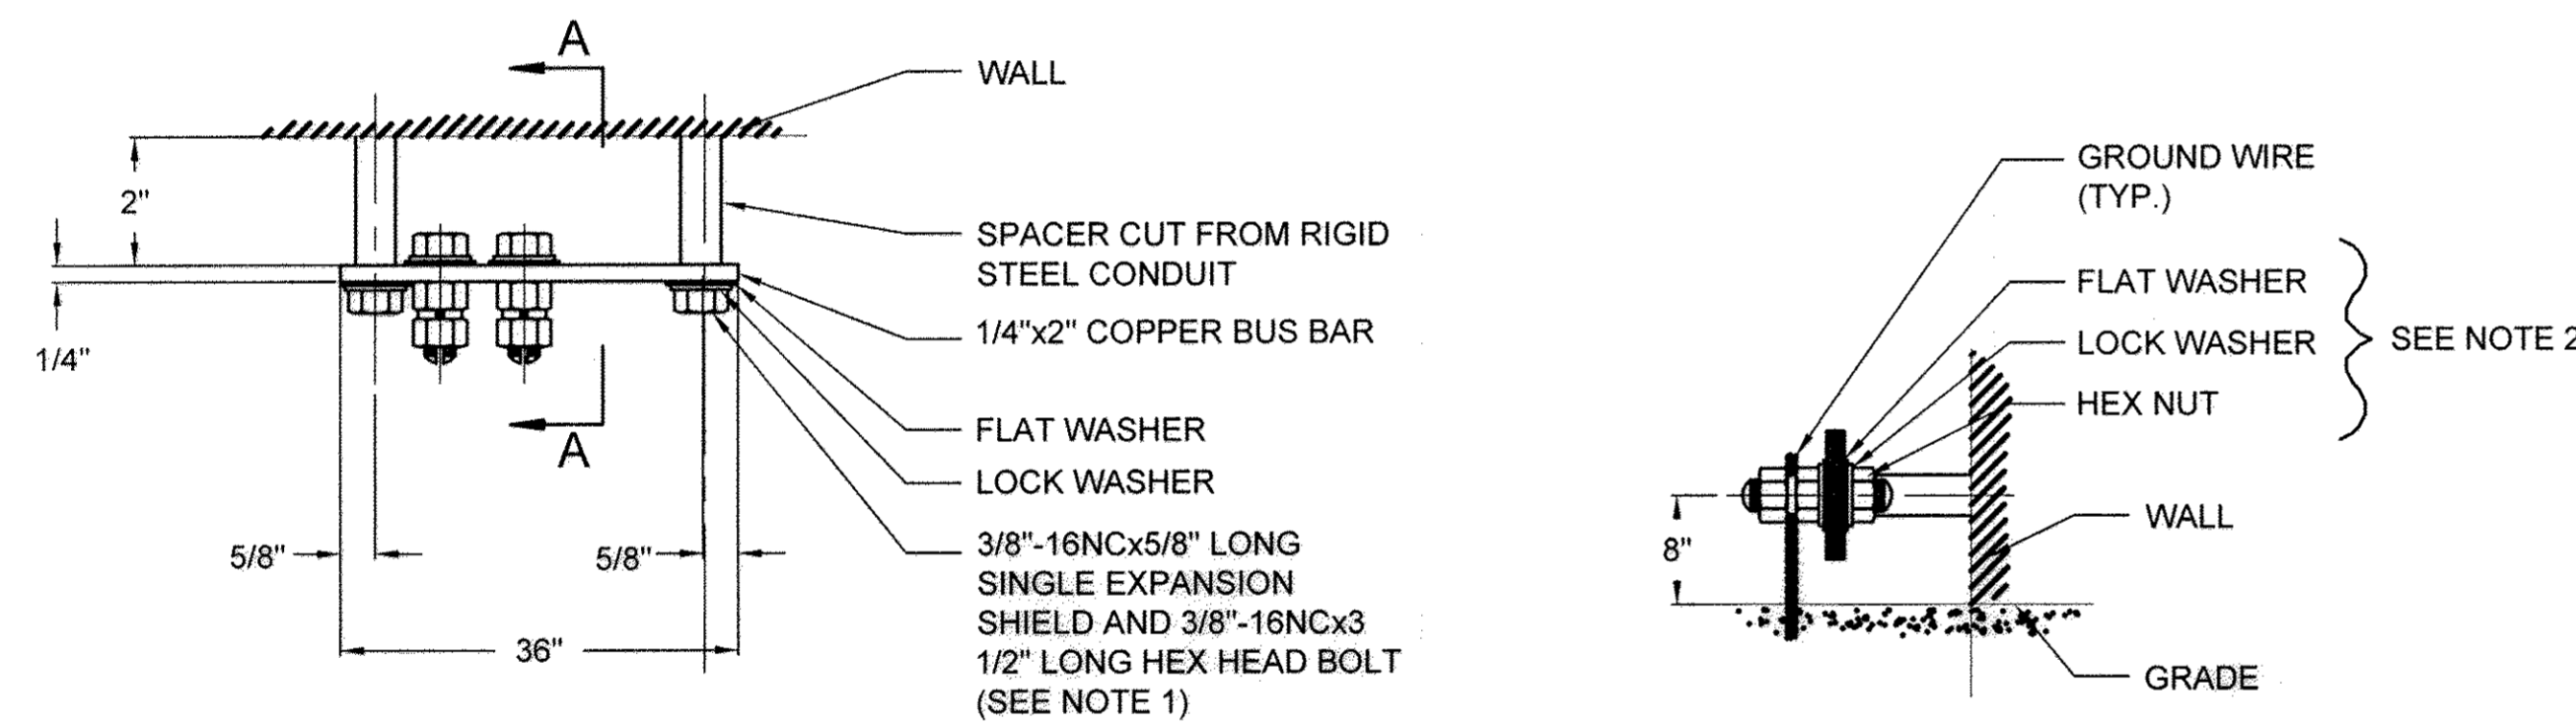 A
WALL
2"
SPACER CUT FROM RIGID
STEEL CONDUIT
1/4"x2" COPPER BUS BAR
1/4"
FLAT WASHER
A
LOCK WASHER
5/8"
5/8"
3/8"-16NCx5/8" LONG
SINGLE EXPANSION
SHIELD AND 3/8"-16NCx3
1/2" LONG HEX HEAD BOLT
(SEE NOTE 1)
36"
GROUND WIRE
(TYP.)
FLAT WASHER
LOCK WASHER
HEX NUT
SEE NOTE 2
WALL
8"
GRADE